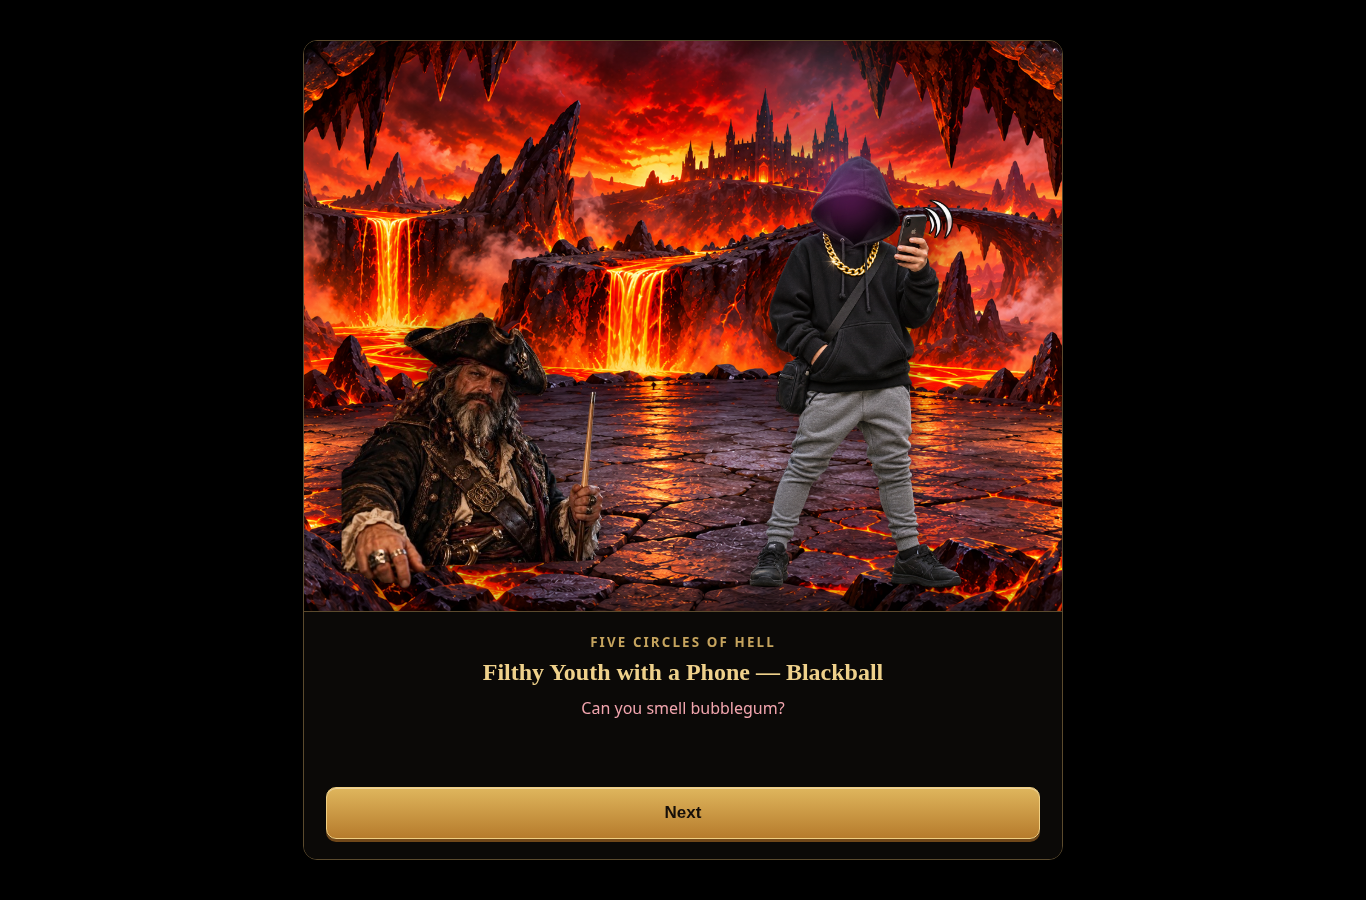 FIVE CIRCLES OF HELL
Filthy Youth with a Phone — Blackball
Can you smell bubblegum?
Next